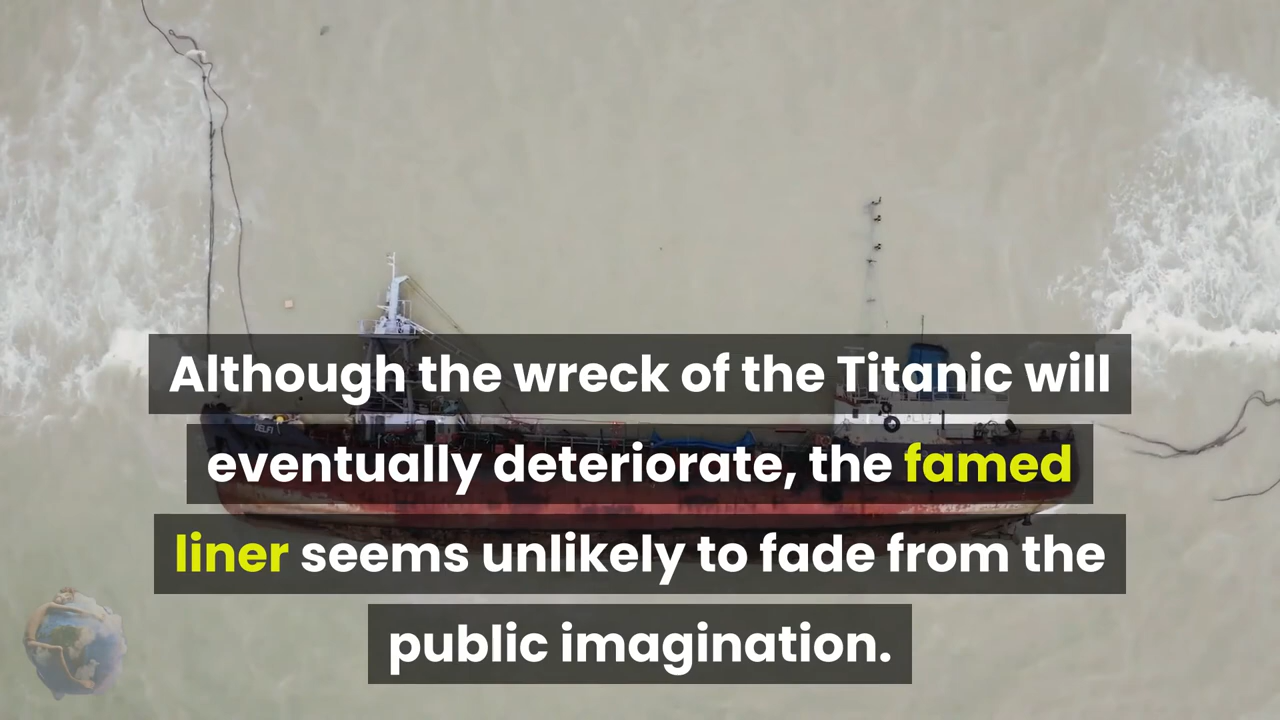 DELFI
Although the wreck of the Titanic will
eventually deteriorate, the famed
liner seems unlikely to fade from the
public imagination.